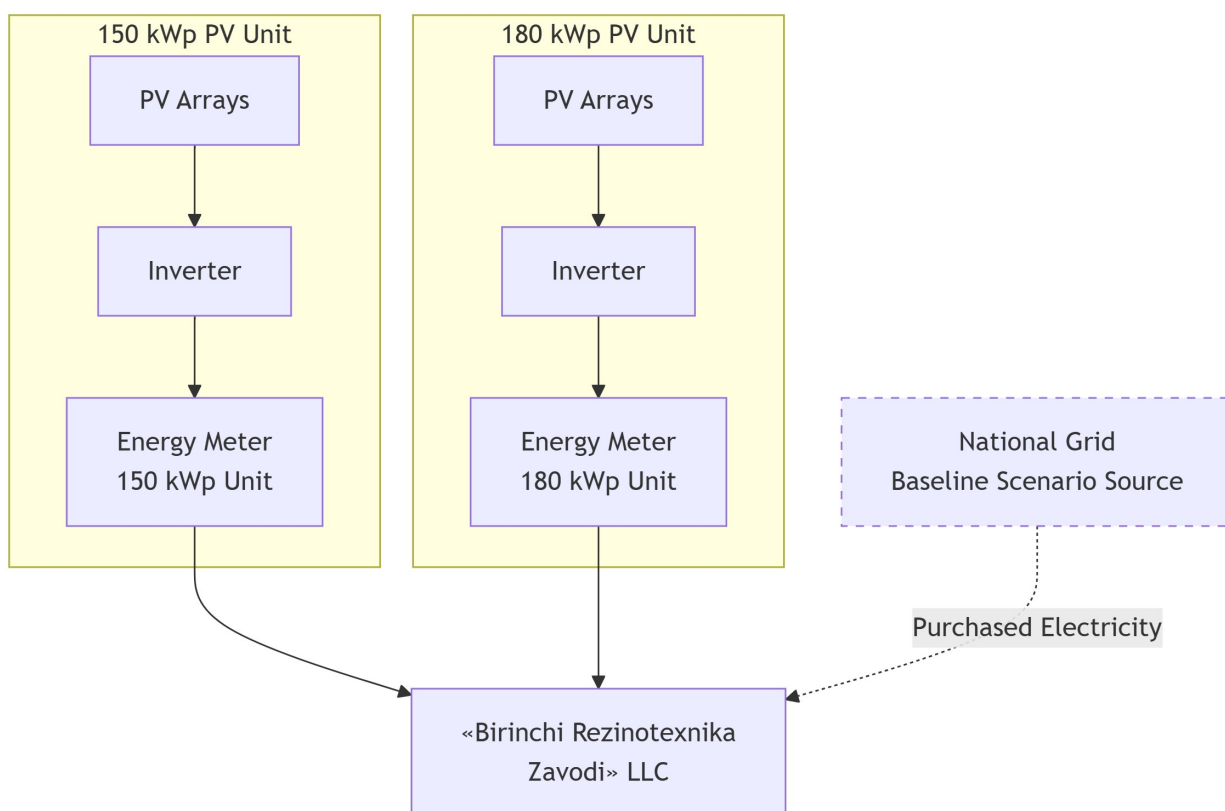 150 kWp PV Unit
PV Arrays
Inverter
Energy Meter
150 kWp Unit
180 kWp PV Unit
PV Arrays
Inverter
Energy Meter
180 kWp Unit
National Grid
Baseline Scenario Source
Purchased Electricity
«Birinchi Rezinotexnika
Zavodi» LLC